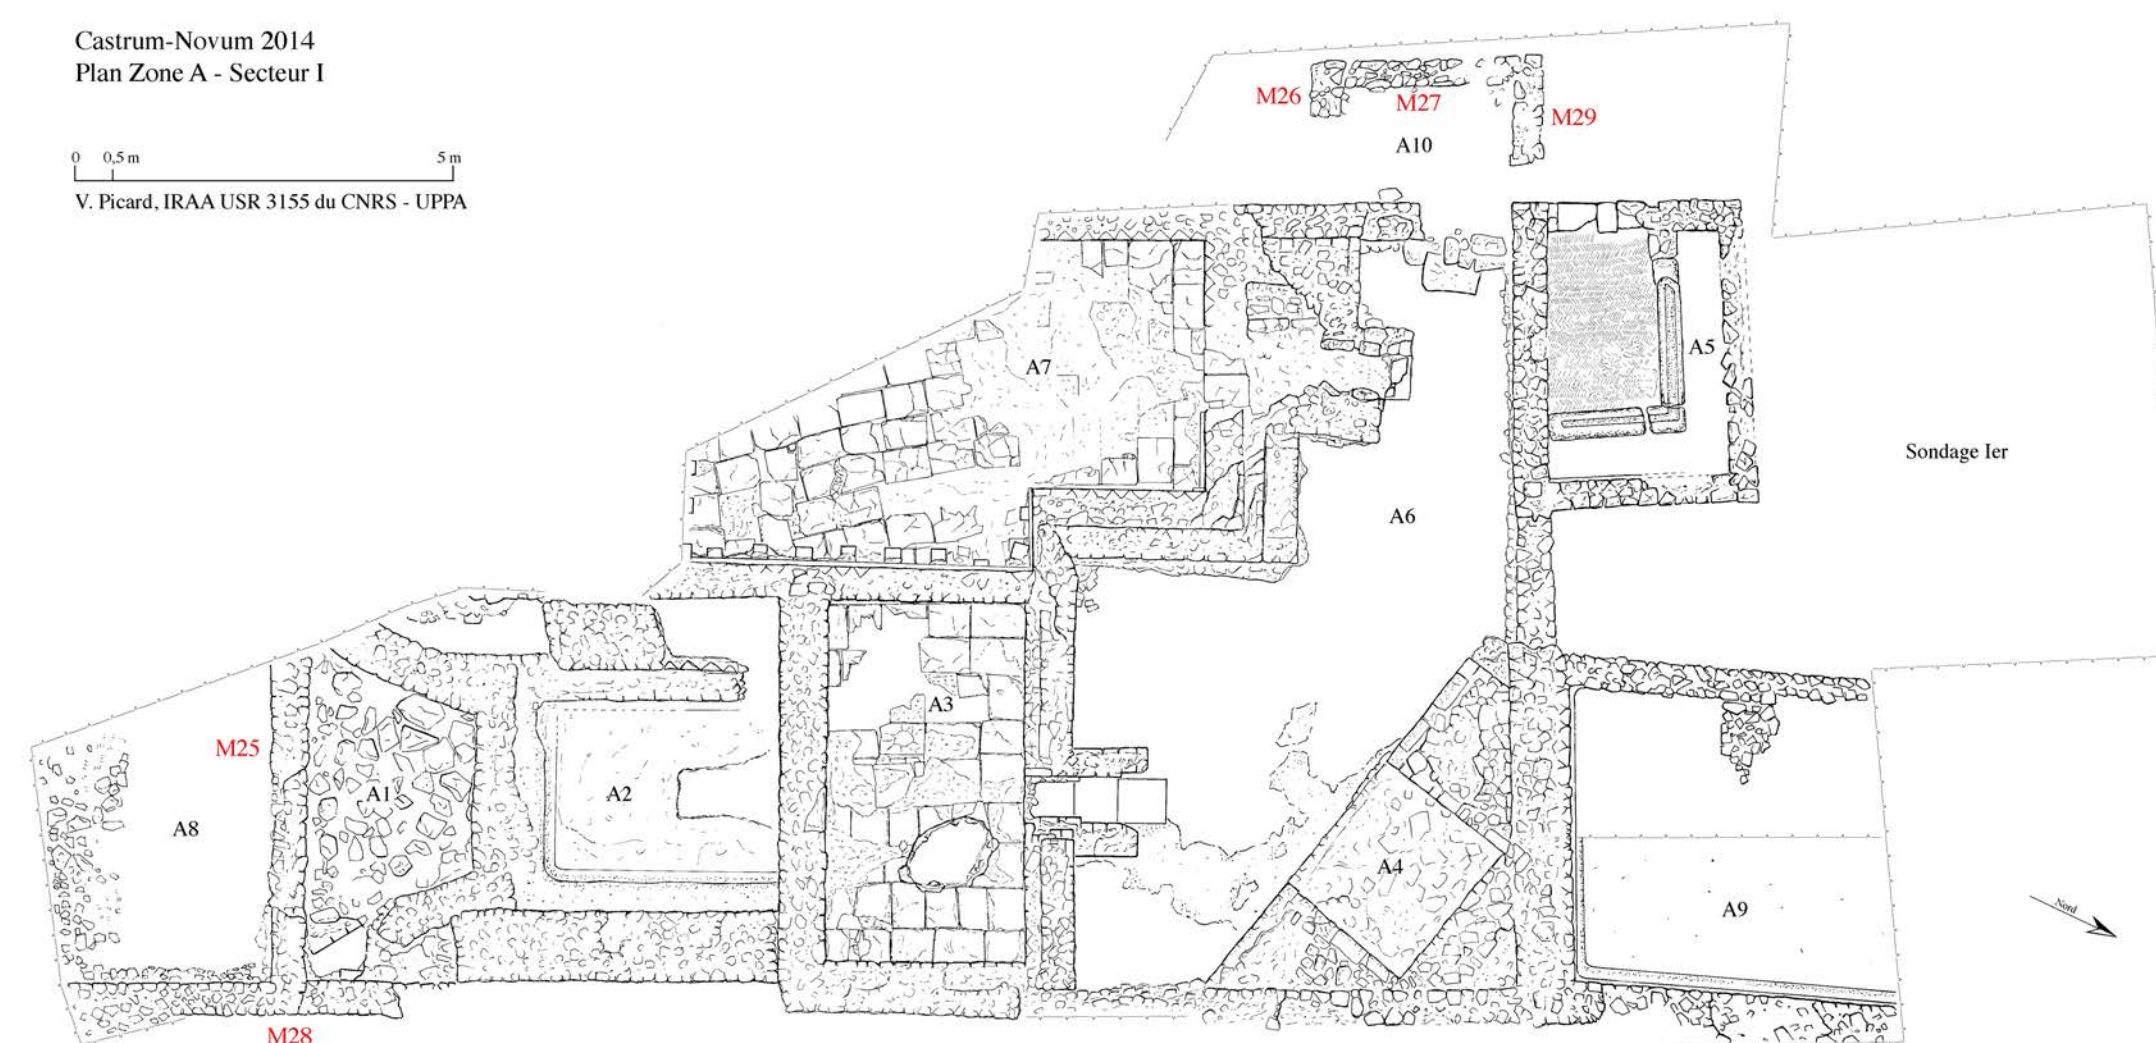 Castrum-Novum 2014
Plan Zone A - Secteur I
0 0,5 m 5 m
V. Picard, IRAA USR 3155 du CNRS - UPPA
M26
M27
M29
A10
A7
A5
Sondage Ier
A6
A3
M25
A1
A2
A8
A4
A9
Nord
M28